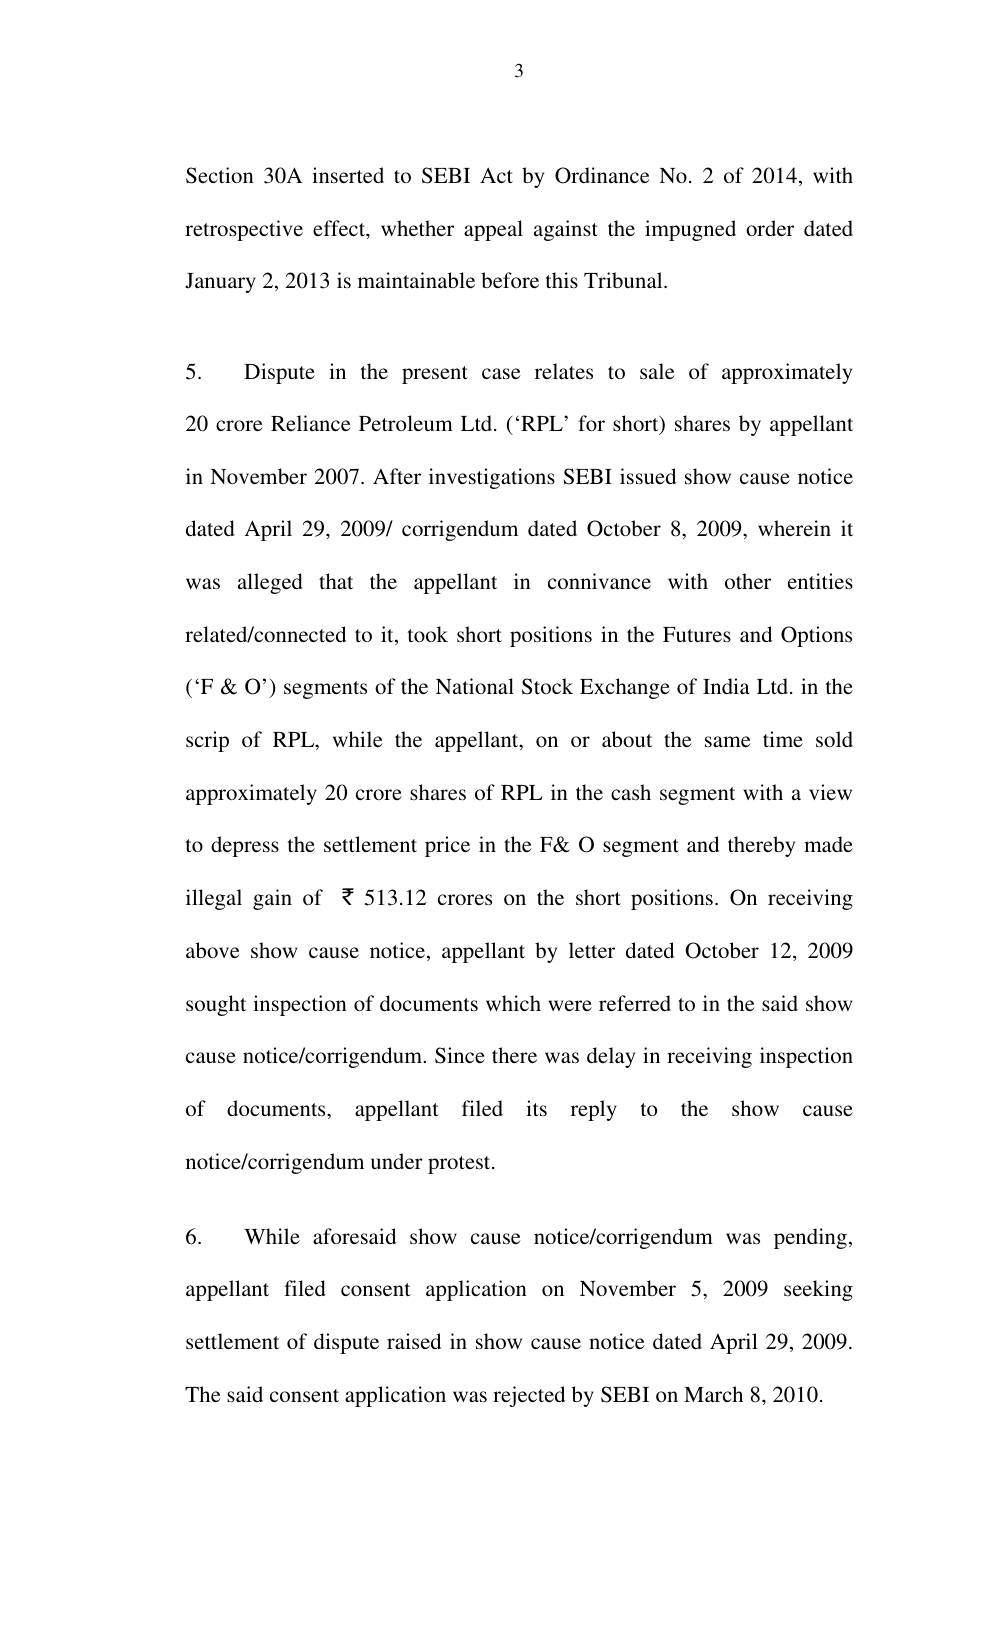 3
Section 30A inserted to SEBI Act by Ordinance No. 2 of 2014, with
retrospective effect, whether appeal against the impugned order dated
January 2, 2013 is maintainable before this Tribunal.
5. Dispute in the present case relates to sale of approximately
20 crore Reliance Petroleum Ltd. (‘RPL’ for short) shares by appellant
in November 2007. After investigations SEBI issued show cause notice
dated April 29, 2009/ corrigendum dated October 8, 2009, wherein it
was alleged that the appellant in connivance with other entities
related/connected to it, took short positions in the Futures and Options
(‘F & O’) segments of the National Stock Exchange of India Ltd. in the
scrip of RPL, while the appellant, on or about the same time sold
approximately 20 crore shares of RPL in the cash segment with a view
to depress the settlement price in the F& O segment and thereby made
illegal gain of ₹ 513.12 crores on the short positions. On receiving
above show cause notice, appellant by letter dated October 12, 2009
sought inspection of documents which were referred to in the said show
cause notice/corrigendum. Since there was delay in receiving inspection
of documents, appellant filed its reply to the show cause
notice/corrigendum under protest.
6. While aforesaid show cause notice/corrigendum was pending,
appellant filed consent application on November 5, 2009 seeking
settlement of dispute raised in show cause notice dated April 29, 2009.
The said consent application was rejected by SEBI on March 8, 2010.